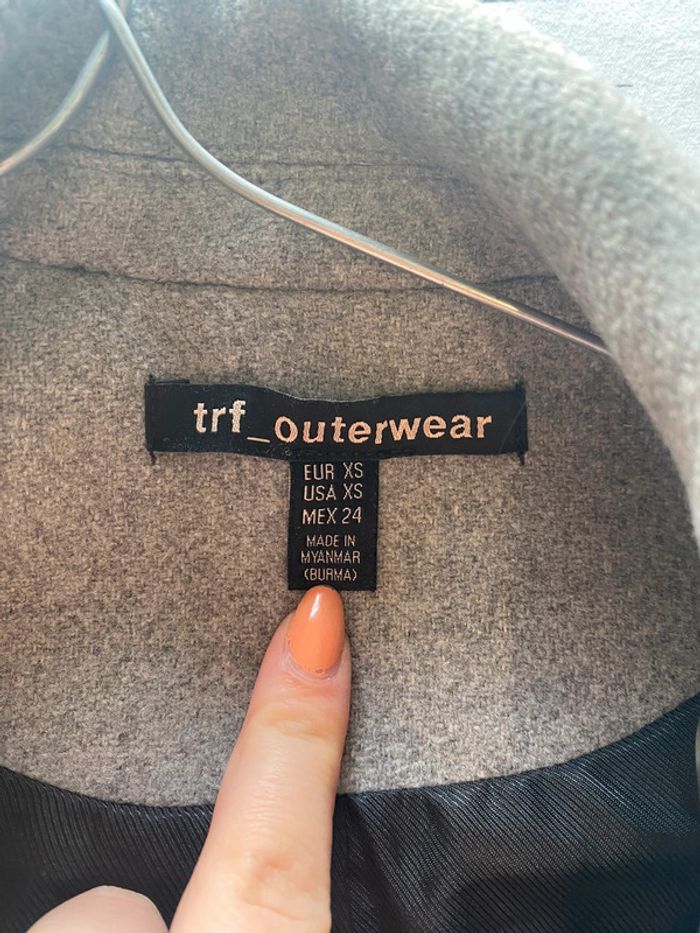 trf_outerwear
EUR XS
USA XS
MEX 24
MADE IN
MYANMAR
(BURMA)